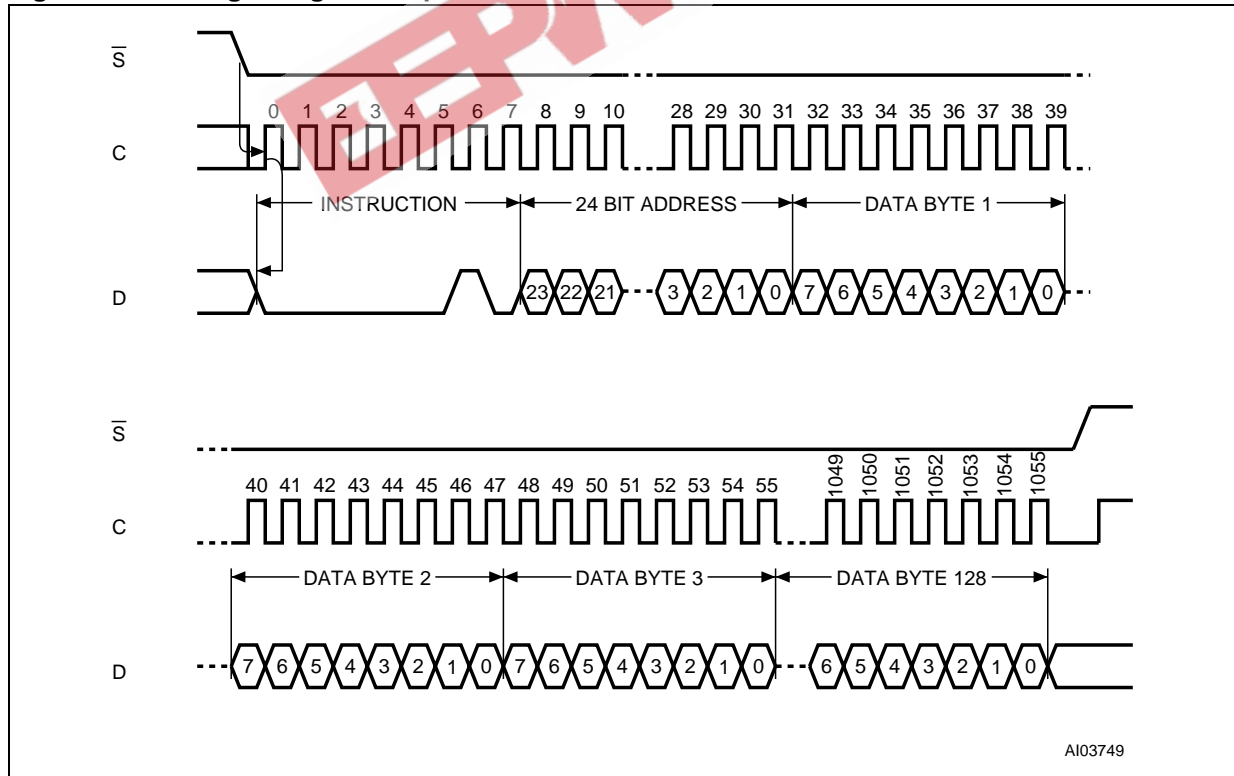 S
0 1 2 3 4 5 6 7 8 9 10 28 29 30 31 32 33 34 35 36 37 38 39
C
INSTRUCTION 24 BIT ADDRESS DATA BYTE 1
D 23 22 21 3 2 1 0 7 6 5 4 3 2 1 0
S
40 41 42 43 44 45 46 47 48 49 50 51 52 53 54 55 1049 1050 1051 1052 1053 1054 1055
C
DATA BYTE 2 DATA BYTE 3 DATA BYTE 128
D 7 6 5 4 3 2 1 0 7 6 5 4 3 2 1 0 6 5 4 3 2 1 0
AI03749